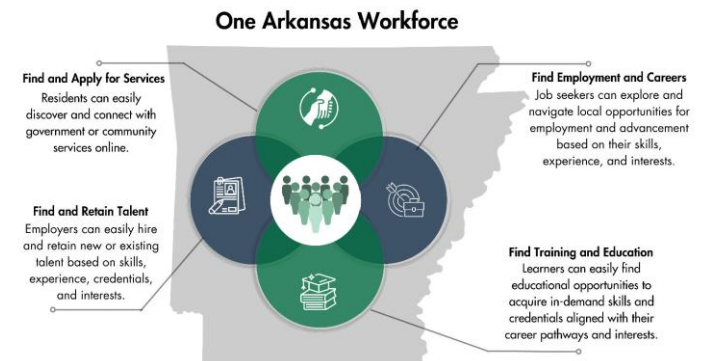 One Arkansas Workforce
Find and Apply for Services
Residents can easily
discover and connect with
government or community
services online.
Find Employment and Careers
Job seekers can explore and
navigate local opportunities for
employment and advancement
based on their skills,
experience, and interests.
Find and Retain Talent
Employers can easily hire
and retain new or existing
talent based on skills,
experience, credentials,
and interests.
Find Training and Education
Learners can easily find
educational opportunities to
acquire in-demand skills and
credentials aligned with their
career pathways and interests.